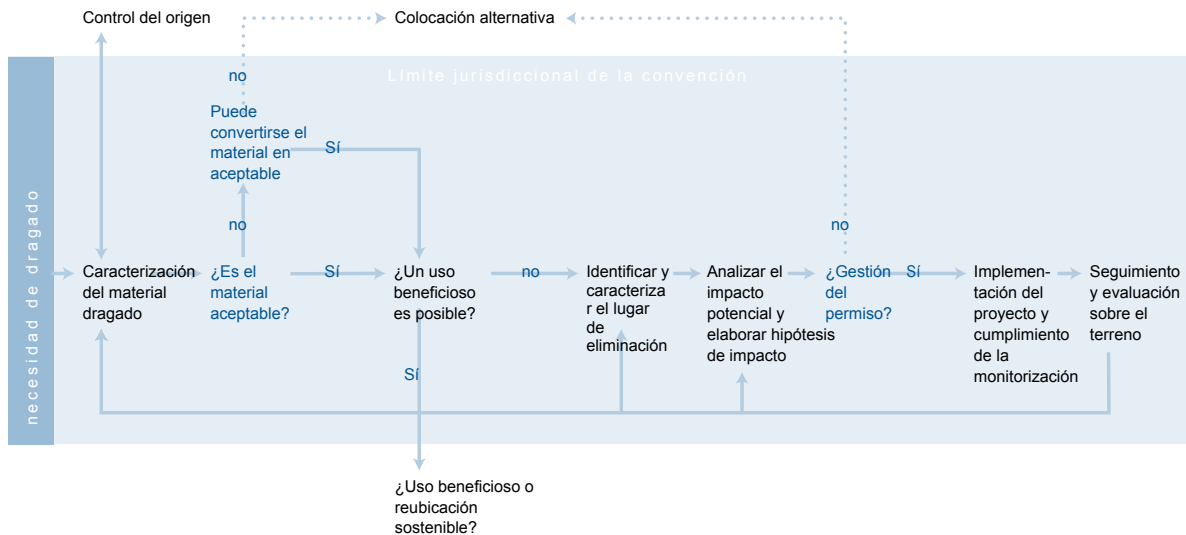 Control del origen
Colocación alternativa
Límite jurisdiccional de la convención
no
Puede
convertirse el
material en
aceptable
Sí
necesidad de dragado
no
no
Caracterización
del material
dragado
¿Es el
material
aceptable?
Sí
¿Un uso
beneficioso
es posible?
no
Identificar y
caracteriza
r el lugar
de
eliminación
Analizar el
impacto
potencial y
elaborar hipótesis
de impacto
¿Gestión
del
permiso?
Sí
Implemen-
tación del
proyecto y
cumplimiento
de la
monitorización
Seguimiento
y evaluación
sobre el
terreno
Sí
¿Uso beneficioso o
reubicación
sostenible?